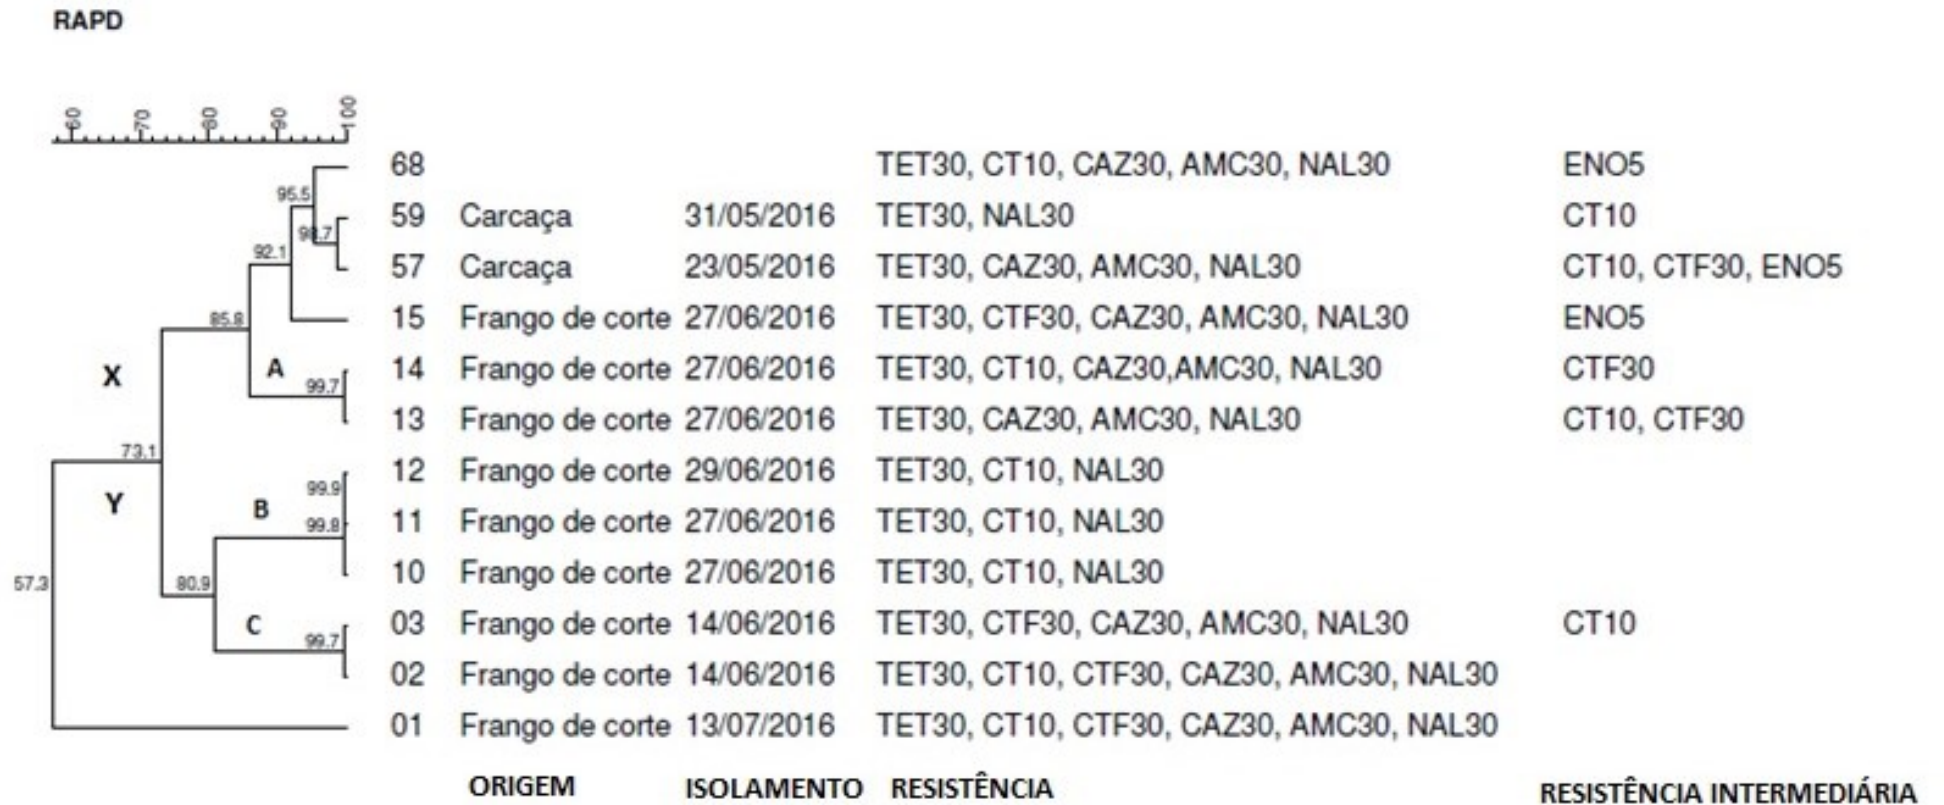 RAPD
60 70 80 90 100
68 TET30, CT10, CAZ30, AMC30, NAL30 ENO5
95.5
59 Carcaça 31/05/2016 TET30, NAL30 CT10
92.1
57 Carcaça 23/05/2016 TET30, CAZ30, AMC30, NAL30 CT10, CTF30, ENO5
85.8
15 Frango de corte 27/06/2016 TET30, CTF30, CAZ30, AMC30, NAL30 ENO5
X A 99.7
14 Frango de corte 27/06/2016 TET30, CT10, CAZ30,AMC30, NAL30 CTF30
13 Frango de corte 27/06/2016 TET30, CAZ30, AMC30, NAL30 CT10, CTF30
73.1
12 Frango de corte 29/06/2016 TET30, CT10, NAL30
Y B 99.9
99.8
11 Frango de corte 27/06/2016 TET30, CT10, NAL30
57.3 80.9
10 Frango de corte 27/06/2016 TET30, CT10, NAL30
C 99.7
03 Frango de corte 14/06/2016 TET30, CTF30, CAZ30, AMC30, NAL30 CT10
02 Frango de corte 14/06/2016 TET30, CT10, CTF30, CAZ30, AMC30, NAL30
01 Frango de corte 13/07/2016 TET30, CT10, CTF30, CAZ30, AMC30, NAL30
ORIGEM ISOLAMENTO RESISTÊNCIA RESISTÊNCIA INTERMEDIÁRIA